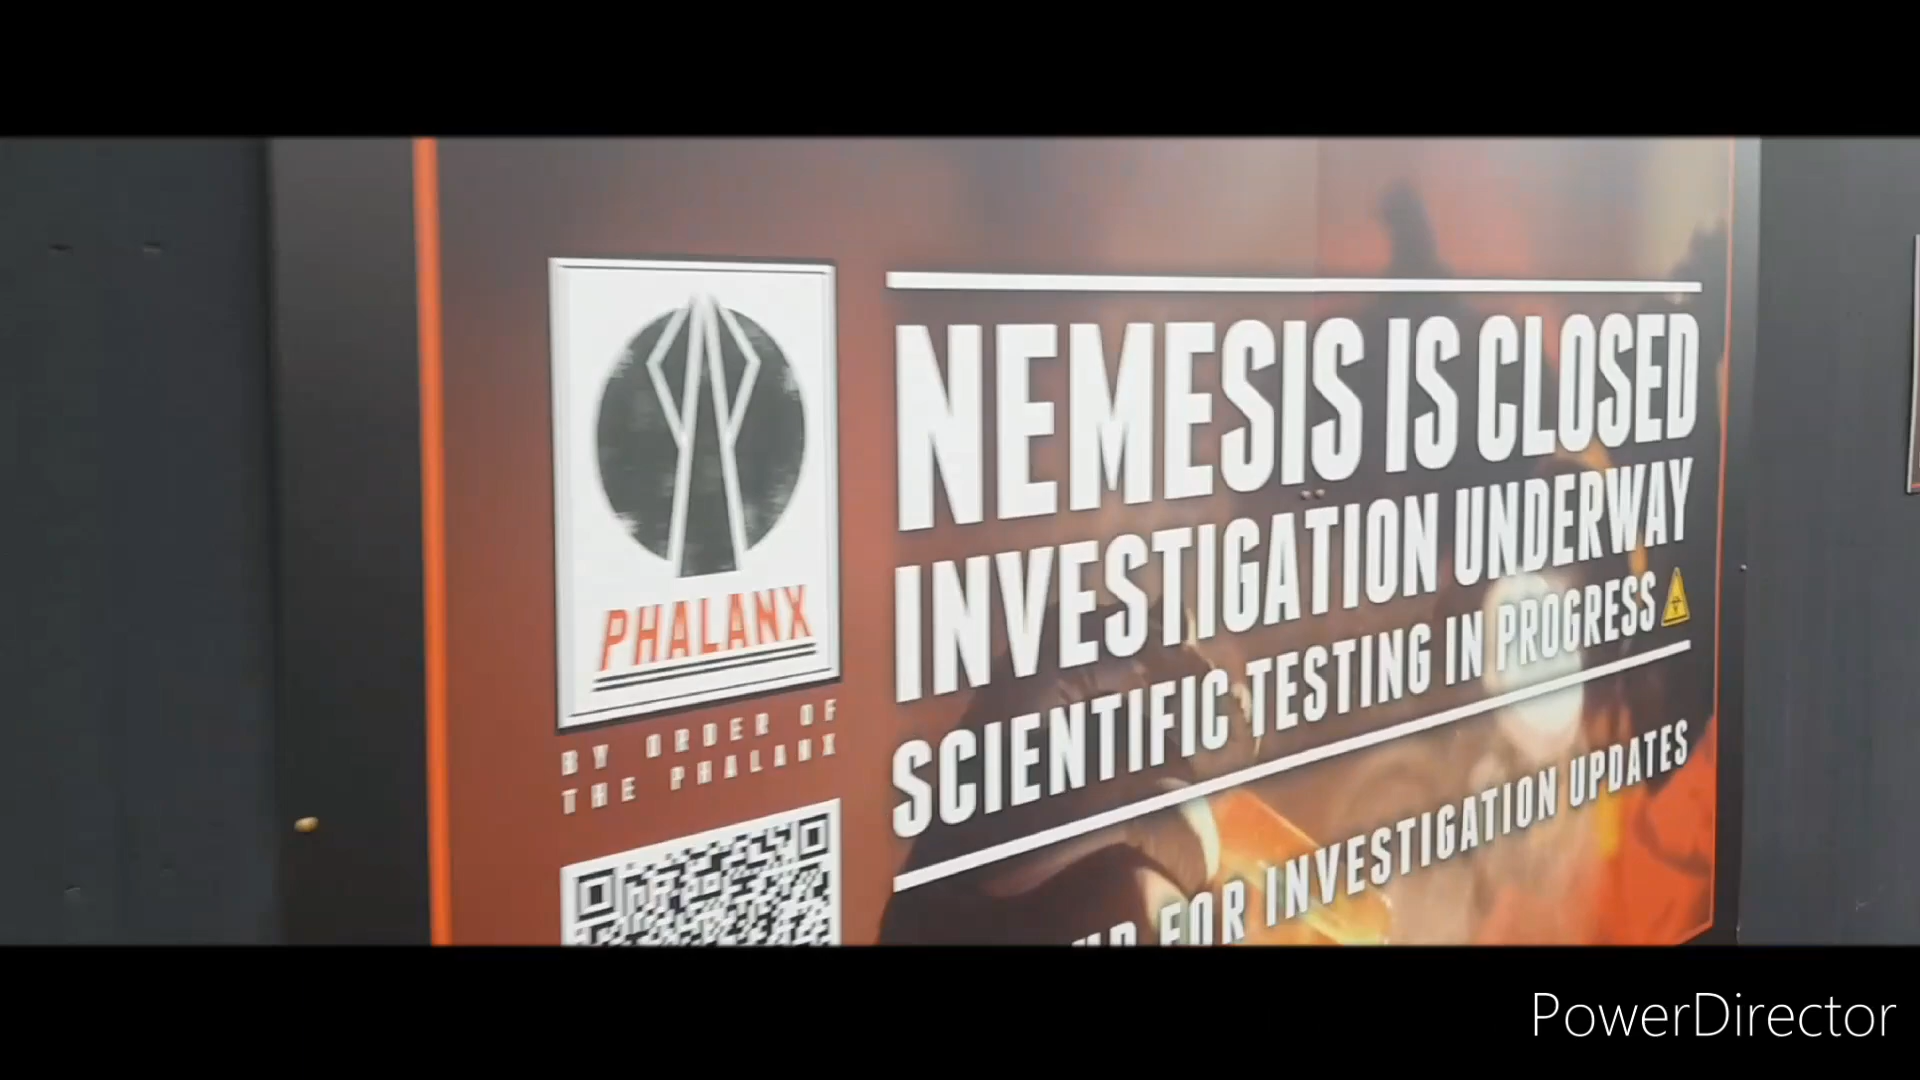 NEMESIS IS CLOSED
INVESTIGATION UNDERWAY
SCIENTIFIC TESTING IN PROGRESS
FOR INVESTIGATION UPDATES
PHALANX
BY ORDER OF
THE PHALANX
PowerDirector